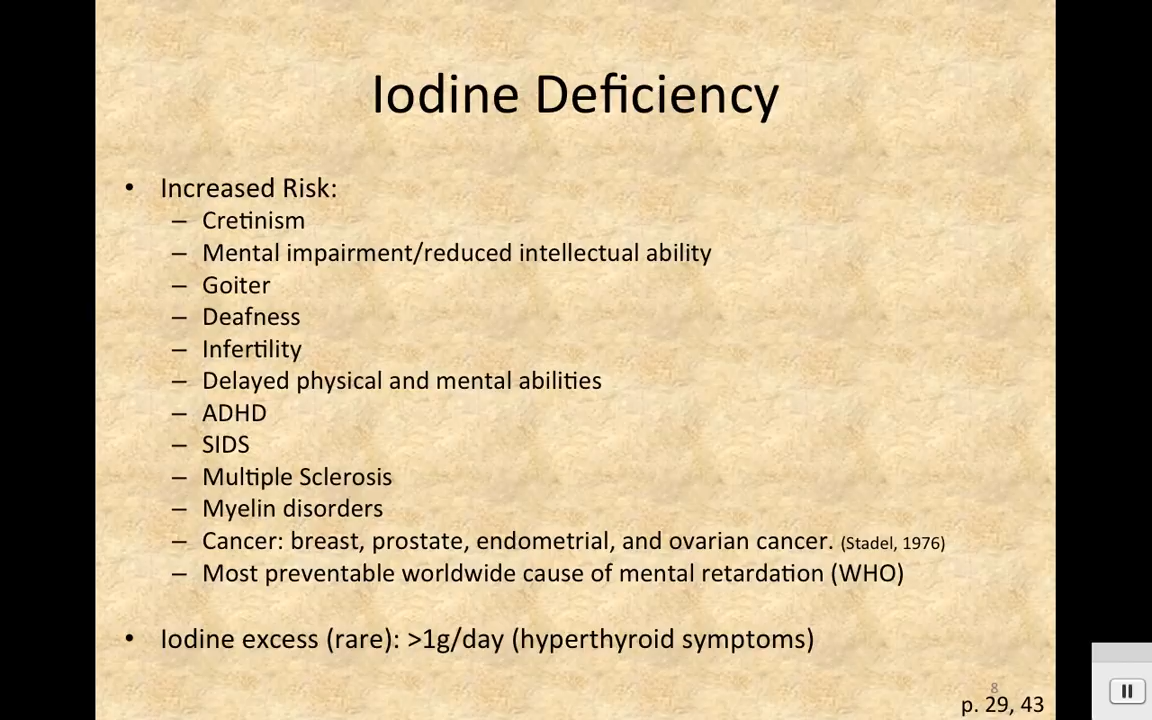 Iodine Deficiency
• Increased Risk:
– Cretinism
– Mental impairment/reduced intellectual ability
– Goiter
– Deafness
– Infertility
– Delayed physical and mental abilities
– ADHD
– SIDS
– Multiple Sclerosis
– Myelin disorders
– Cancer: breast, prostate, endometrial, and ovarian cancer. (Stadel, 1976)
– Most preventable worldwide cause of mental retardation (WHO)
• Iodine excess (rare): >1g/day (hyperthyroid symptoms)
8
p. 29, 43